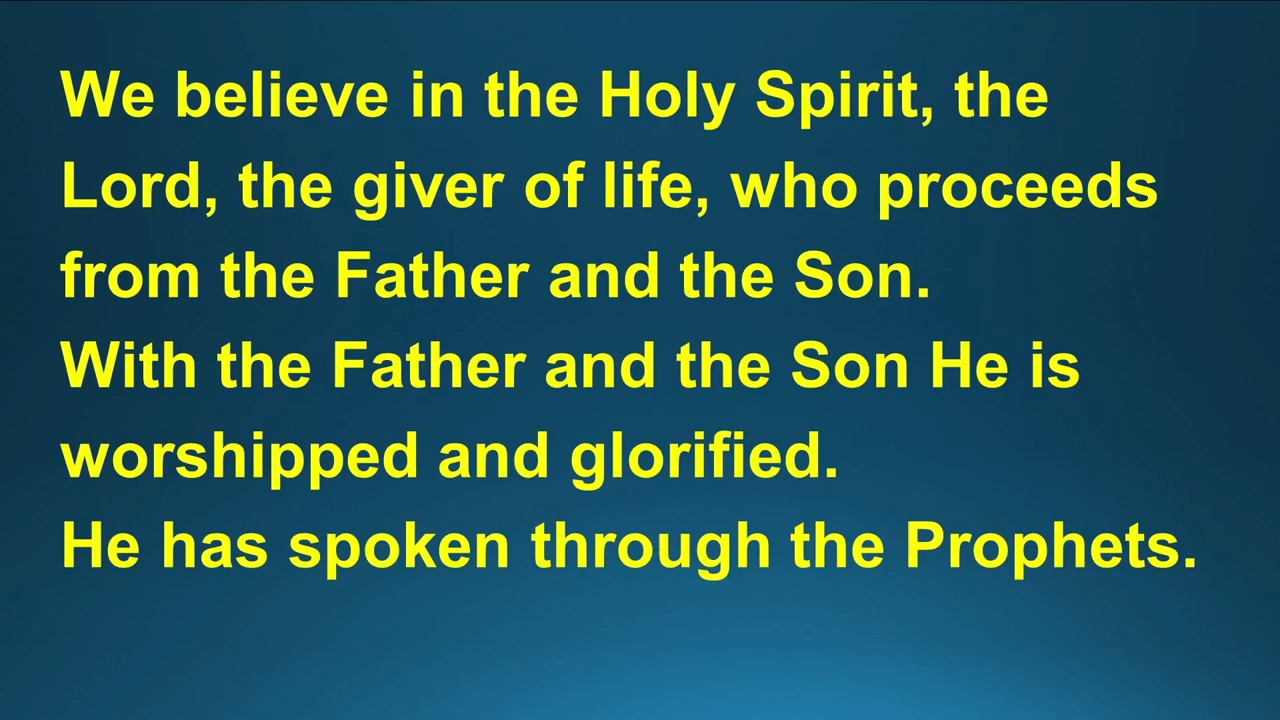 We believe in the Holy Spirit, the
Lord, the giver of life, who proceeds
from the Father and the Son.
With the Father and the Son He is
worshipped and glorified.
He has spoken through the Prophets.